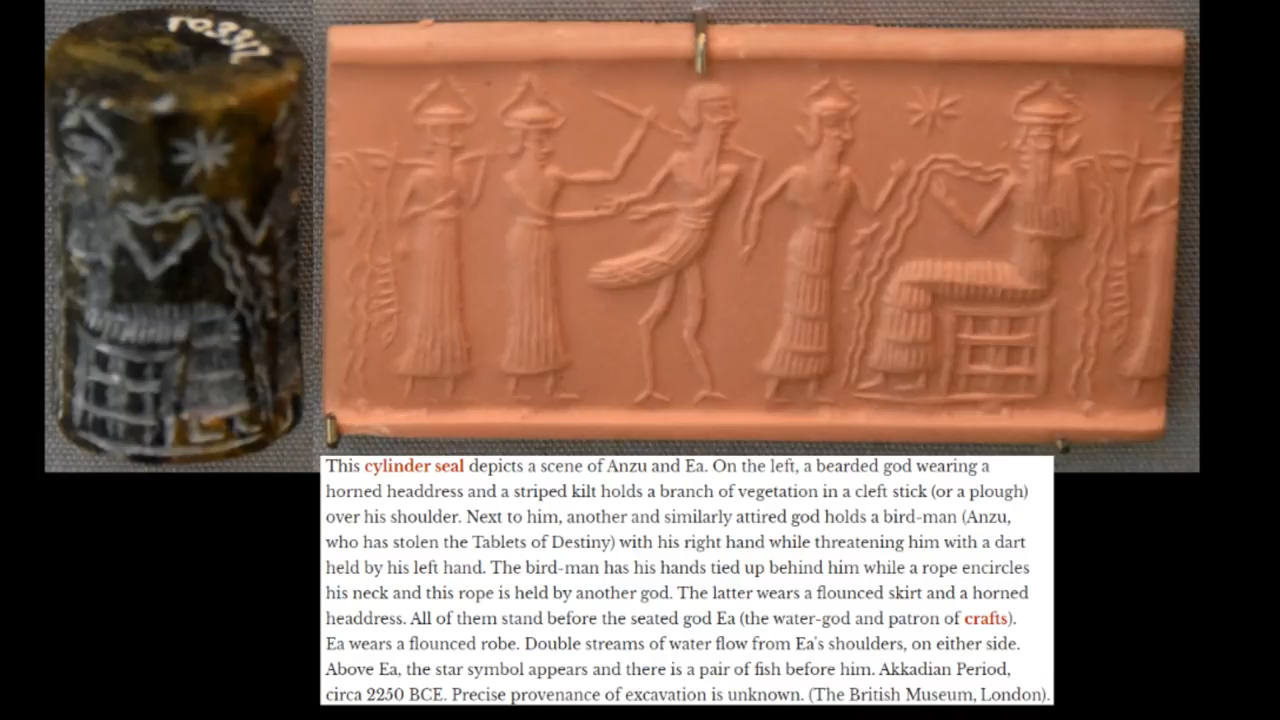 This cylinder seal depicts a scene of Anzu and Ea. On the left, a bearded god wearing a
horned headdress and a striped kilt holds a branch of vegetation in a cleft stick (or a plough)
over his shoulder. Next to him, another and similarly attired god holds a bird-man (Anzu,
who has stolen the Tablets of Destiny) with his right hand while threatening him with a dart
held by his left hand. The bird-man has his hands tied up behind him while a rope encircles
his neck and this rope is held by another god. The latter wears a flounced skirt and a horned
headdress. All of them stand before the seated god Ea (the water-god and patron of crafts).
Ea wears a flounced robe. Double streams of water flow from Ea's shoulders, on either side.
Above Ea, the star symbol appears and there is a pair of fish before him. Akkadian Period,
circa 2250 BCE. Precise provenance of excavation is unknown. (The British Museum, London).